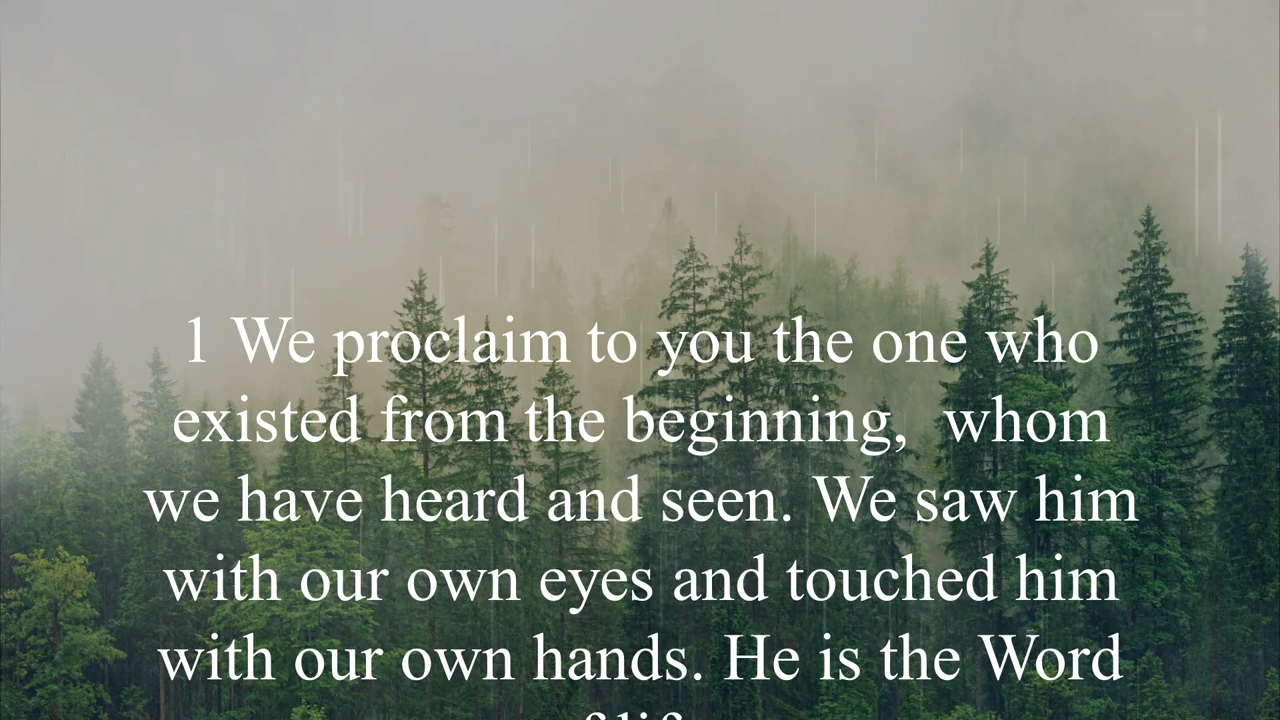 1 We proclaim to you the one who
existed from the beginning,  whom
we have heard and seen. We saw him
with our own eyes and touched him
with our own hands. He is the Word